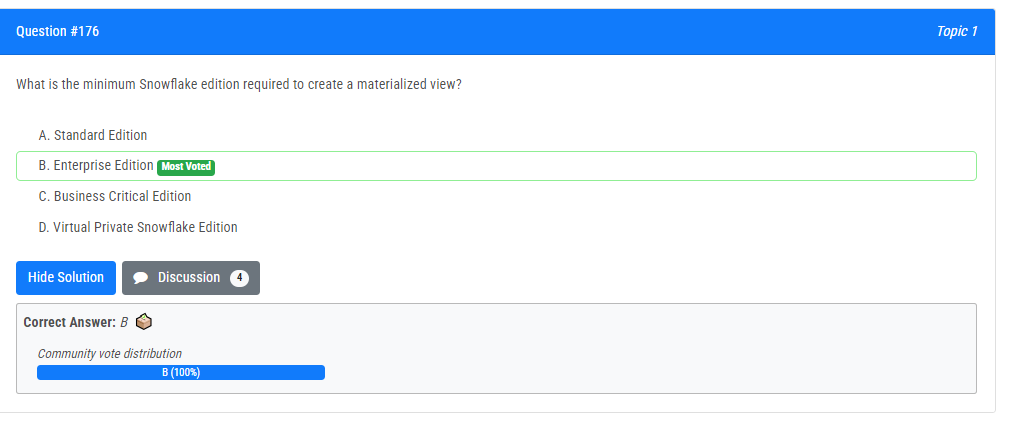 Question #176
Topic 1
What is the minimum Snowflake edition required to create a materialized view?
A. Standard Edition
B. Enterprise Edition Most Voted
C. Business Critical Edition
D. Virtual Private Snowflake Edition
Hide Solution
Discussion 4
Correct Answer: B
Community vote distribution
B (100%)